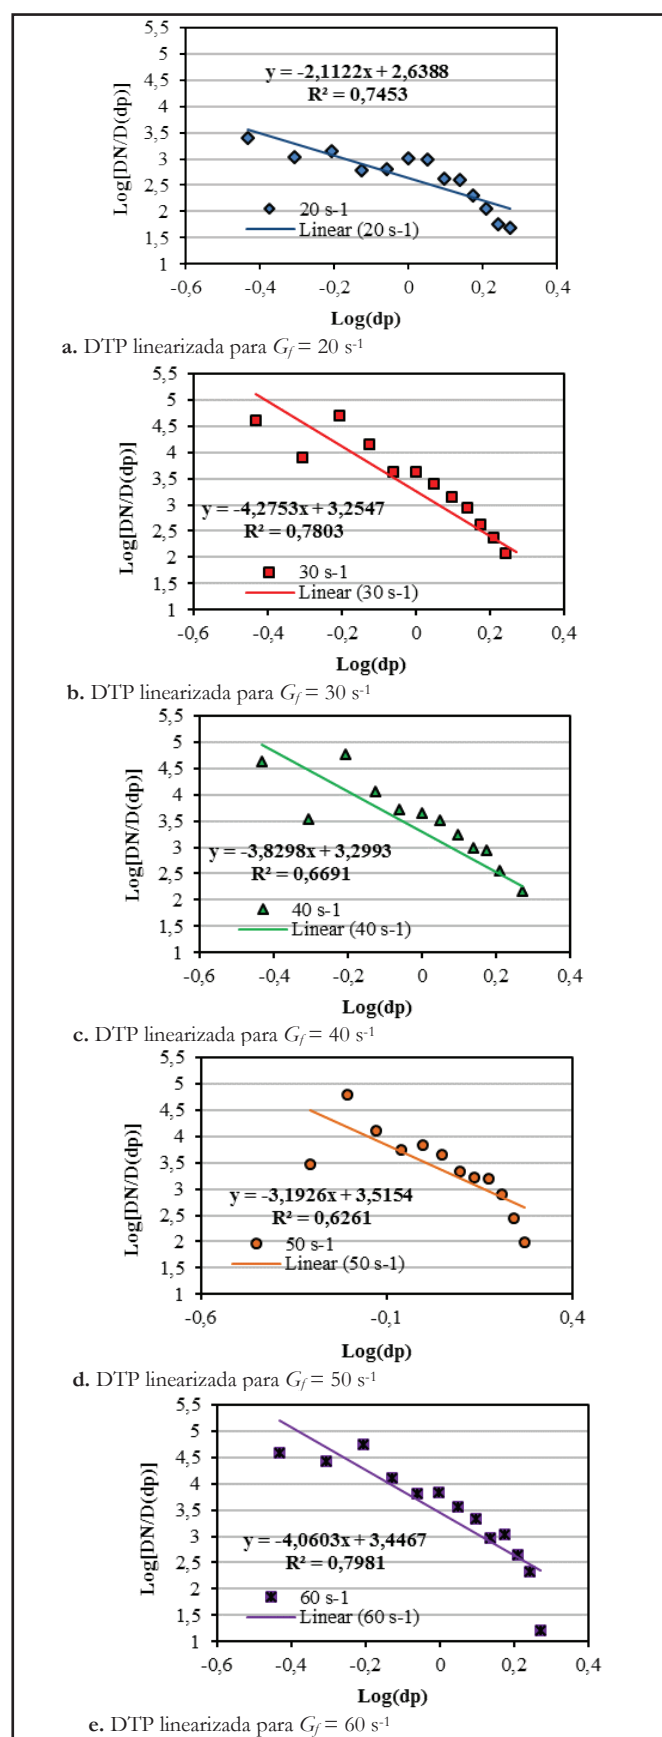 5,5
5
4,5
4
3,5
3
2,5
2
1,5
1
Log[DN/D(dp)]
y = -2,1122x + 2,6388
R² = 0,7453
20 s-1
Linear (20 s-1)
-0,6 -0,4 -0,2 0 0,2 0,4
Log(dp)
a. DTP linearizada para Gf = 20 s-1
5,5
5
4,5
4
3,5
3
2,5
2
1,5
1
Log[DN/D(dp)]
y = -4,2753x + 3,2547
R² = 0,7803
30 s-1
Linear (30 s-1)
-0,6 -0,4 -0,2 0 0,2 0,4
Log(dp)
b. DTP linearizada para Gf = 30 s-1
5,5
5
4,5
4
3,5
3
2,5
2
1,5
1
Log[DN/D(dp)]
y = -3,8298x + 3,2993
R² = 0,6691
40 s-1
Linear (40 s-1)
-0,6 -0,4 -0,2 0 0,2 0,4
Log(dp)
c. DTP linearizada para Gf = 40 s-1
5,5
5
4,5
4
3,5
3
2,5
2
1,5
1
Log[DN/D(dp)]
y = -3,1926x + 3,5154
R² = 0,6261
50 s-1
Linear (50 s-1)
-0,6 -0,1 0,4
Log(dp)
d. DTP linearizada para Gf = 50 s-1
5,5
5
4,5
4
3,5
3
2,5
2
1,5
1
Log[DN/D(dp)]
y = -4,0603x + 3,4467
R² = 0,7981
60 s-1
Linear (60 s-1)
-0,6 -0,4 -0,2 0 0,2 0,4
Log(dp)
e. DTP linearizada para Gf = 60 s-1